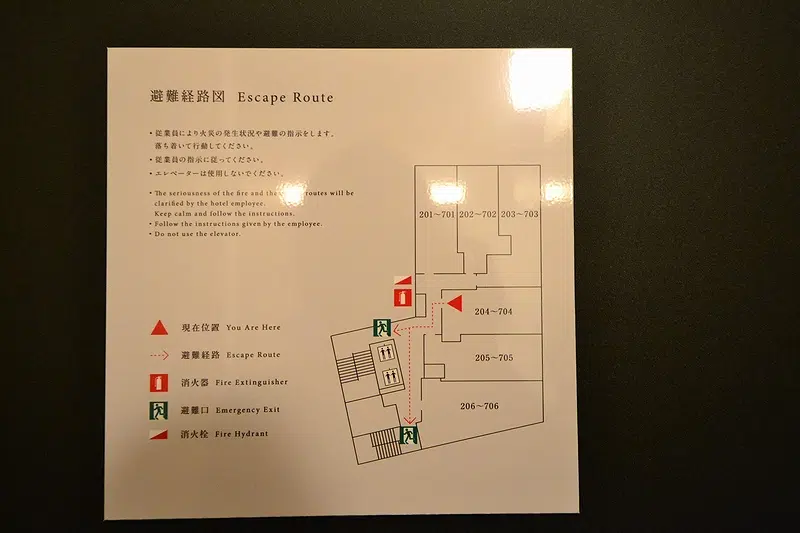 避難経路図 Escape Route
・従業員により火災の発生状況や避難の指示をします。
落ち着いて行動してください。
・従業員の指示に従ってください。
・エレベーターは使用しないでください。
• The seriousness of the fire and the routes will be
clarified by the hotel employee.
Keep calm and follow the instructions.
• Follow the instructions given by the employee.
• Do not use the elevator.
201〜701 202〜702 203〜703
204〜704
205〜705
206〜706
現在位置 You Are Here
避難経路 Escape Route
消火器 Fire Extinguisher
避難口 Emergency Exit
消火栓 Fire Hydrant